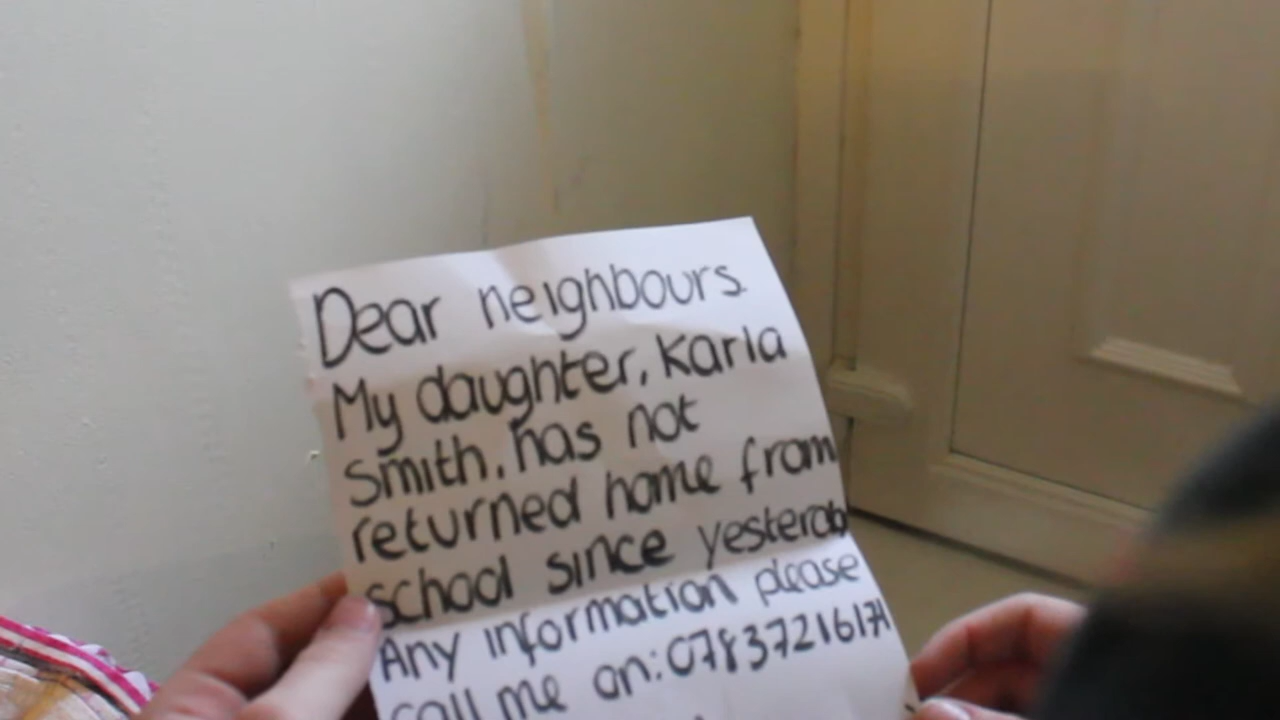 Dear neighbours.
My daughter, Karla
Smith, has not
returned home from
school since yesterday
Any information please
call me on: 07837216171